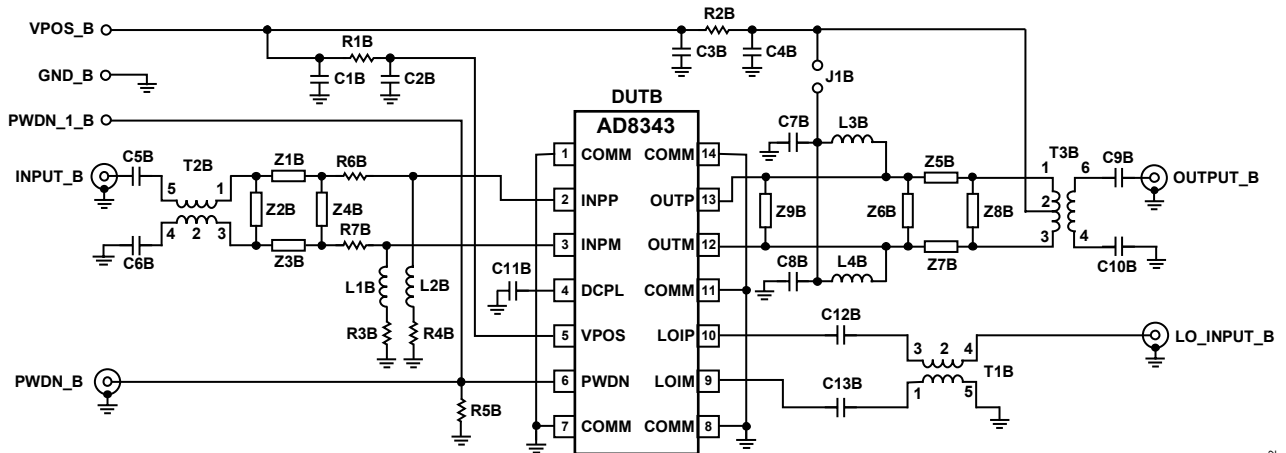 VPOS_B
R2B
R1B
C3B
C4B
GND_B
C1B
C2B
J1B
DUTB
PWDN_1_B
AD8343
C7B
L3B
C5B
T2B
Z1B
R6B
1 COMM
COMM 14
Z5B
T3B
C9B
INPUT_B
5
1
1
6
OUTPUT_B
Z2B
Z4B
2 INPP
OUTP 13
Z9B
Z6B
Z8B
2
4
2
3
R7B
3 INPM
OUTM 12
3
4
C6B
Z3B
C11B
C8B
L4B
Z7B
C10B
L1B
L2B
4 DCPL
COMM 11
C12B
R3B
R4B
5 VPOS
LOIP 10
3
2
4
LO_INPUT_B
PWDN_B
6 PWDN
LOIM 9
C13B
1
5
T1B
R5B
7 COMM
COMM 8